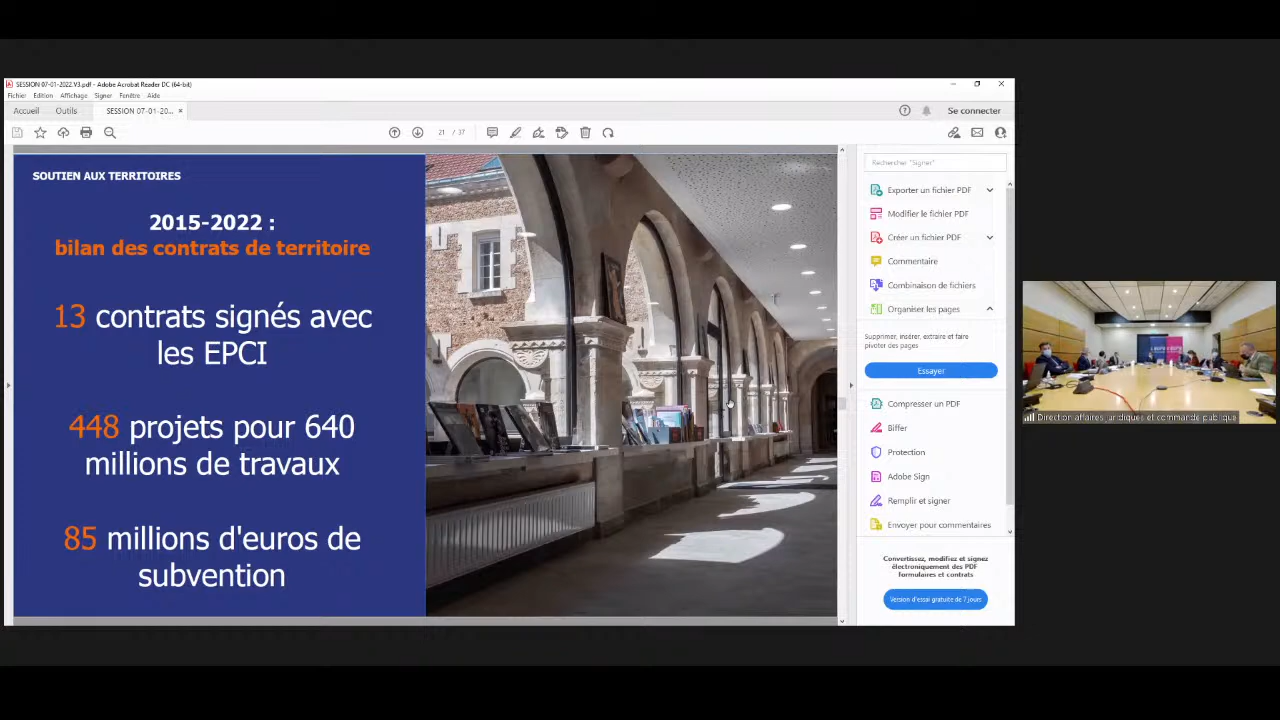 SESSION 07-01-2022.V3.pdf - Adobe Acrobat Reader DC (64-bit)
Fichier Edition Affichage Signer Fenêtre Aide
Accueil Outils SESSION 07-01-20... ×
Se connecter
21 / 37
SOUTIEN AUX TERRITOIRES
2015-2022 :
bilan des contrats de territoire
13 contrats signés avec
les EPCI
448 projets pour 640
millions de travaux
85 millions d'euros de
subvention
Rechercher "Signer"
Exporter un fichier PDF
Modifier le fichier PDF
Créer un fichier PDF
Commentaire
Combinaison de fichiers
Organiser les pages
Supprimer, insérer, extraire et faire
pivoter des pages
Essayer
Compresser un PDF
Biffer
Protection
Adobe Sign
Remplir et signer
Envoyer pour commentaires
Convertissez, modifiez et signez
électroniquement des PDF
formulaires et contrats
Version d'essai gratuite de 7 jours
Direction affaires juridiques et commande publique